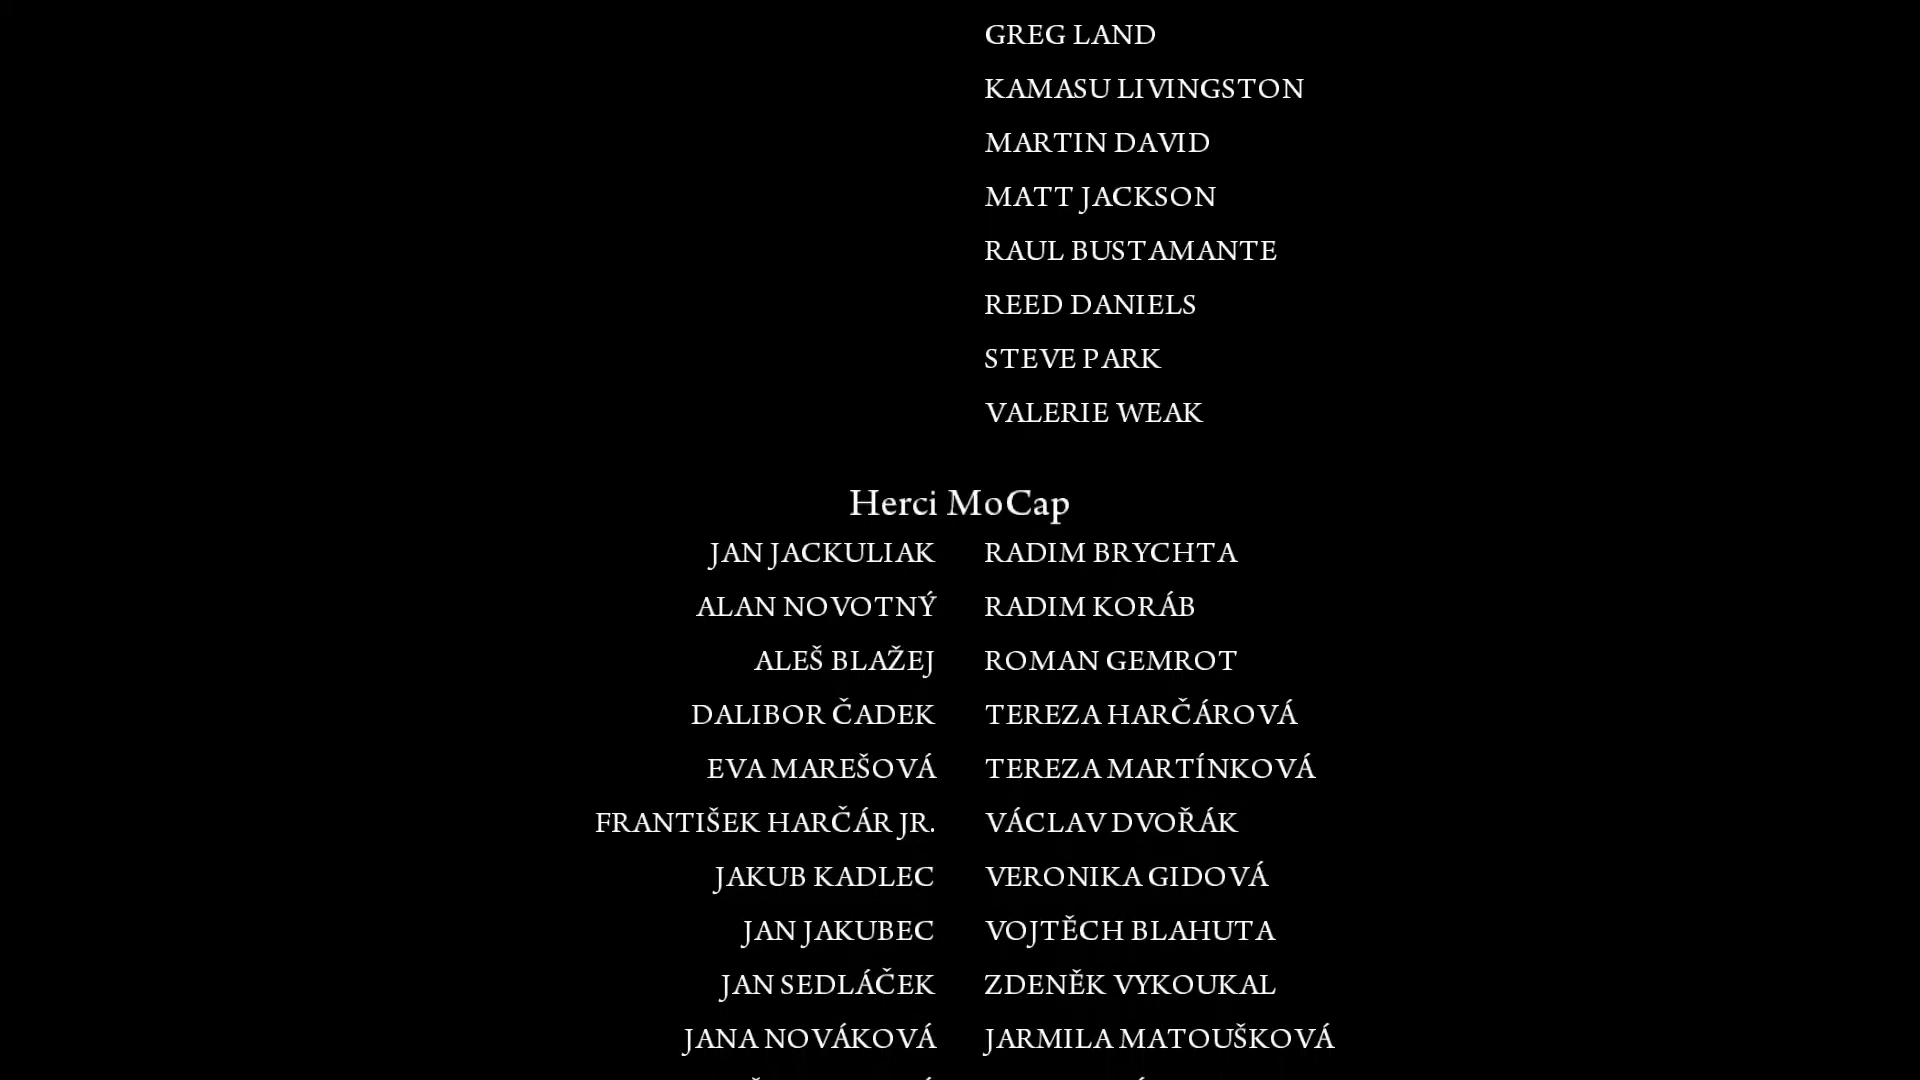 GREG LAND
KAMASU LIVINGSTON
MARTIN DAVID
MATT JACKSON
RAUL BUSTAMANTE
REED DANIELS
STEVE PARK
VALERIE WEAK
Herci MoCap
JAN JACKULIAK RADIM BRYCHTA
ALAN NOVOTNÝ RADIM KORÁB
ALEŠ BLAŽEJ ROMAN GEMROT
DALIBOR ČADEK TEREZA HARČÁROVÁ
EVA MAREŠOVÁ TEREZA MARTÍNKOVÁ
FRANTIŠEK HARČÁR JR. VÁCLAV DVOŘÁK
JAKUB KADLEC VERONIKA GIDOVÁ
JAN JAKUBEC VOJTĚCH BLAHUTA
JAN SEDLÁČEK ZDENĚK VYKOUKAL
JANA NOVÁKOVÁ JARMILA MATOUŠKOVÁ